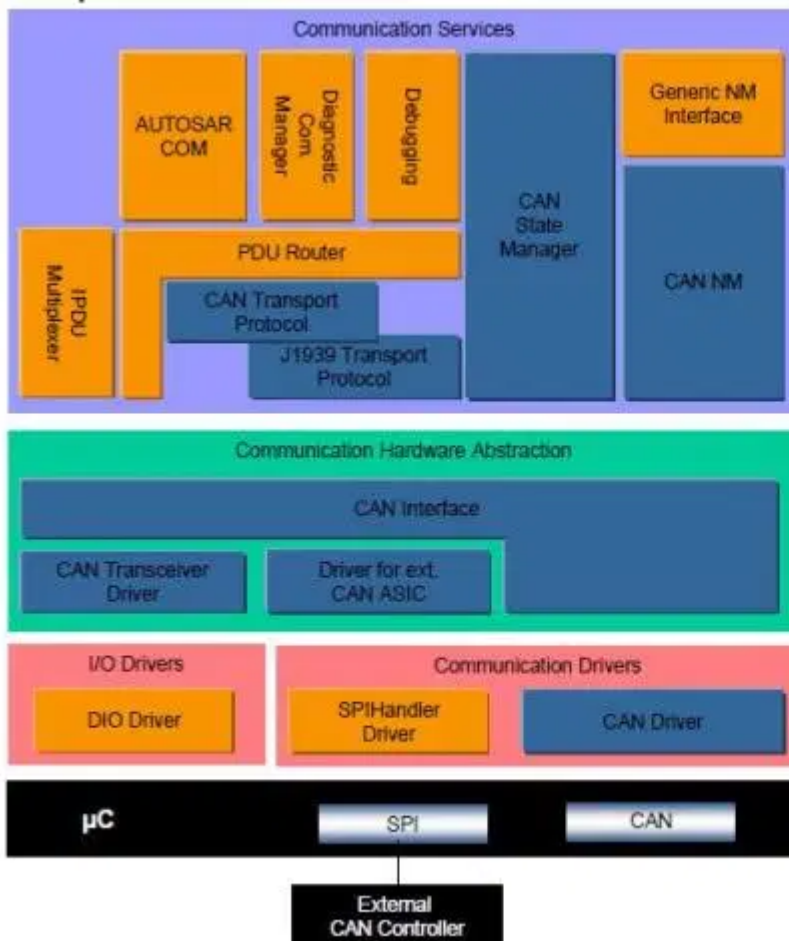 Communication Services
AUTOSAR
COM
Diagnostic
Com.
Manager
Debugging
CAN
State
Manager
Generic NM
Interface
CAN NM
IPDU
Multiplexer
PDU Router
CAN Transport
Protocol
J1939 Transport
Protocol
Communication Hardware Abstraction
CAN Interface
CAN Transceiver
Driver
Driver for ext.
CAN ASIC
I/O Drivers
DIO Driver
Communication Drivers
SPIHandler
Driver
CAN Driver
µC
SPI
CAN
External
CAN Controller